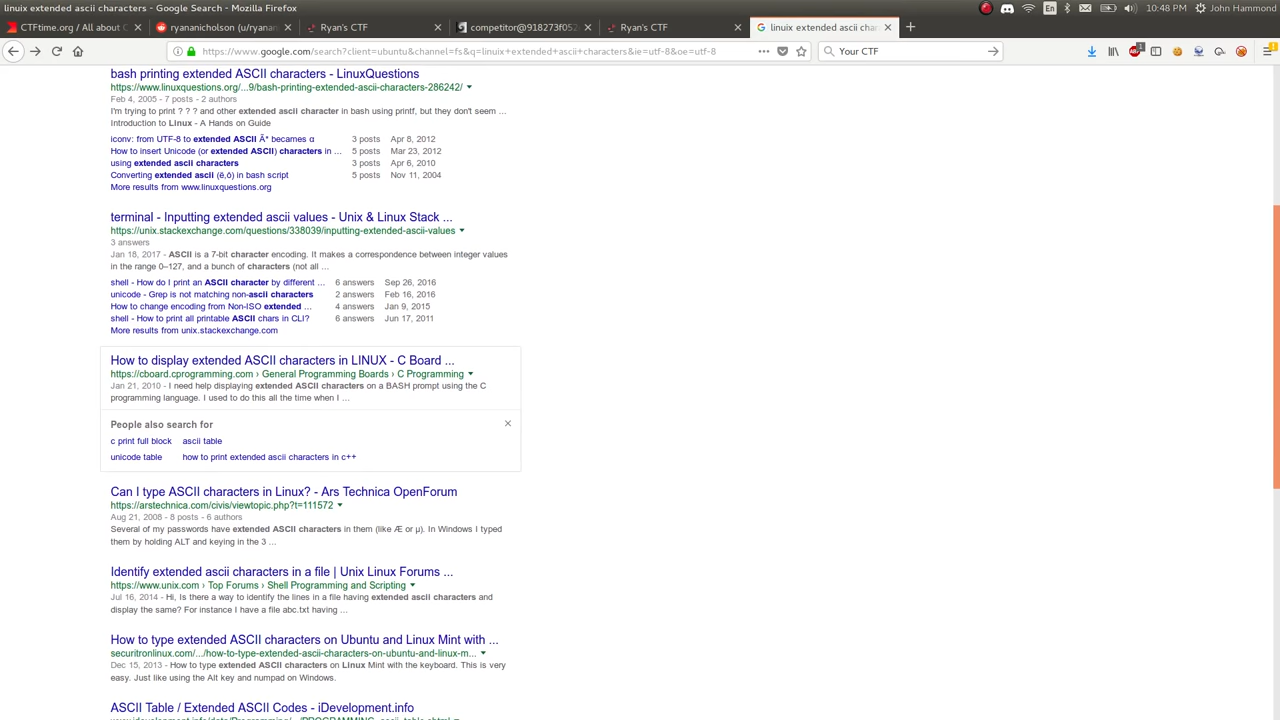 linuix extended ascii characters - Google Search - Mozilla Firefox
En
10:48 PM
John Hammond
CTFtime.org / All about C
ryananicholson (u/ryanan
Ryan's CTF
competitor@918273f052
Ryan's CTF
linuix extended ascii char
https://www.google.com/search?client=ubuntu&channel=fs&q=linuix+extended+ascii+characters&ie=utf-8&oe=utf-8
Your CTF
bash printing extended ASCII characters - LinuxQuestions
https://www.linuxquestions.org/...9/bash-printing-extended-ascii-characters-286242/
Feb 4, 2005 - 7 posts - 2 authors
I'm trying to print ? ? ? and other extended ascii character in bash using printf, but they don't seem ...
Introduction to Linux - A Hands on Guide
iconv: from UTF-8 to extended ASCII Ã* becames α 3 posts Apr 8, 2012
How to insert Unicode (or extended ASCII) characters in ... 5 posts Mar 23, 2012
using extended ascii characters 3 posts Apr 6, 2010
Converting extended ascii (ë,ö) in bash script 5 posts Nov 11, 2004
More results from www.linuxquestions.org
terminal - Inputting extended ascii values - Unix & Linux Stack ...
https://unix.stackexchange.com/questions/338039/inputting-extended-ascii-values
3 answers
Jan 18, 2017 - ASCII is a 7-bit character encoding. It makes a correspondence between integer values
in the range 0–127, and a bunch of characters (not all ...
shell - How do I print an ASCII character by different ... 6 answers Sep 26, 2016
unicode - Grep is not matching non-ascii characters 2 answers Feb 16, 2016
How to change encoding from Non-ISO extended ... 4 answers Jan 9, 2015
shell - How to print all printable ASCII chars in CLI? 6 answers Jun 17, 2011
More results from unix.stackexchange.com
How to display extended ASCII characters in LINUX - C Board ...
https://cboard.cprogramming.com › General Programming Boards › C Programming
Jan 21, 2010 - I need help displaying extended ASCII characters on a BASH prompt using the C
programming language. I used to do this all the time when I ...
People also search for
c print full block ascii table
unicode table how to print extended ascii characters in c++
Can I type ASCII characters in Linux? - Ars Technica OpenForum
https://arstechnica.com/civis/viewtopic.php?t=111572
Aug 21, 2008 - 8 posts - 6 authors
Several of my passwords have extended ASCII characters in them (like Æ or µ). In Windows I typed
them by holding ALT and keying in the 3 ...
Identify extended ascii characters in a file | Unix Linux Forums ...
https://www.unix.com › Top Forums › Shell Programming and Scripting
Jul 16, 2014 - Hi, Is there a way to identify the lines in a file having extended ascii characters and
display the same? For instance I have a file abc.txt having ...
How to type extended ASCII characters on Ubuntu and Linux Mint with ...
securitronlinux.com/.../how-to-type-extended-ascii-characters-on-ubuntu-and-linux-m...
Dec 15, 2013 - How to type extended ASCII characters on Linux Mint with the keyboard. This is very
easy. Just like using the Alt key and numpad on Windows.
ASCII Table / Extended ASCII Codes - iDevelopment.info